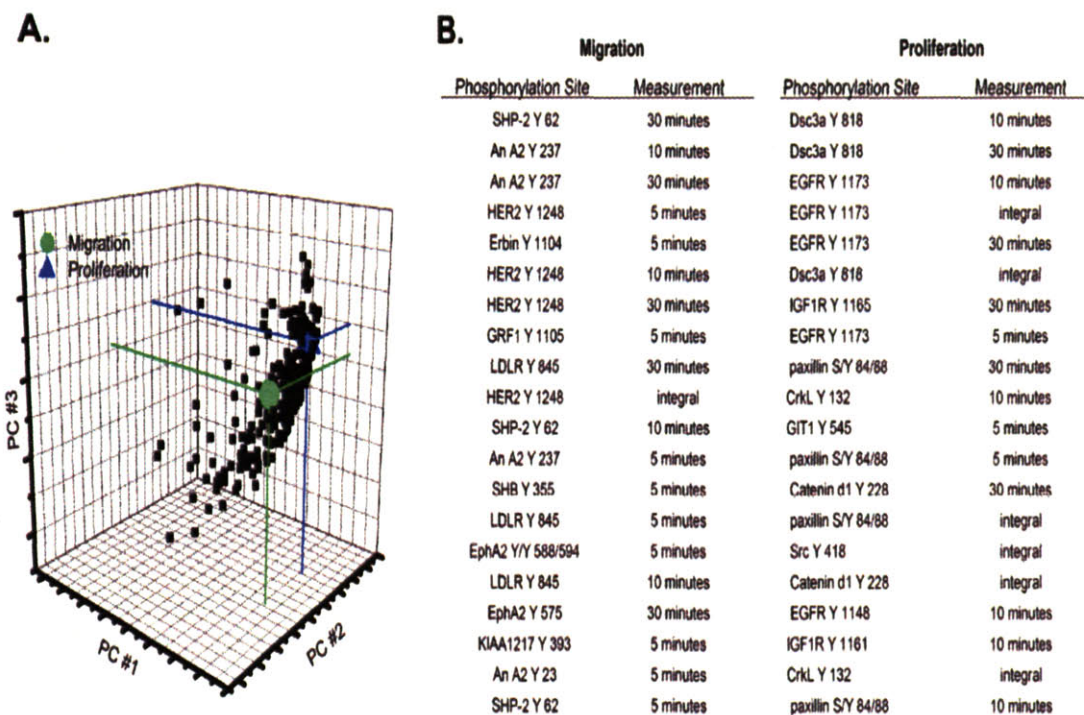 A.
Migration
Proliferation
PC #3
PC #1
PC #2
B.
Migration Proliferation
Phosphorylation Site Measurement Phosphorylation Site Measurement
SHP-2 Y 62 30 minutes Dsc3a Y 818 10 minutes
An A2 Y 237 10 minutes Dsc3a Y 818 30 minutes
An A2 Y 237 30 minutes EGFR Y 1173 10 minutes
HER2 Y 1248 5 minutes EGFR Y 1173 integral
Erbin Y 1104 5 minutes EGFR Y 1173 30 minutes
HER2 Y 1248 10 minutes Dsc3a Y 818 integral
HER2 Y 1248 30 minutes IGF1R Y 1165 30 minutes
GRF1 Y 1105 5 minutes EGFR Y 1173 5 minutes
LDLR Y 845 30 minutes paxillin S/Y 84/88 30 minutes
HER2 Y 1248 integral CrkL Y 132 10 minutes
SHP-2 Y 62 10 minutes GIT1 Y 545 5 minutes
An A2 Y 237 5 minutes paxillin S/Y 84/88 5 minutes
SHB Y 355 5 minutes Catenin d1 Y 228 30 minutes
LDLR Y 845 5 minutes paxillin S/Y 84/88 integral
EphA2 Y/Y 588/594 5 minutes Src Y 418 integral
LDLR Y 845 10 minutes Catenin d1 Y 228 integral
EphA2 Y 575 30 minutes EGFR Y 1148 10 minutes
KIAA1217 Y 393 5 minutes IGF1R Y 1161 10 minutes
An A2 Y 23 5 minutes CrkL Y 132 integral
SHP-2 Y 62 5 minutes paxillin S/Y 84/88 10 minutes